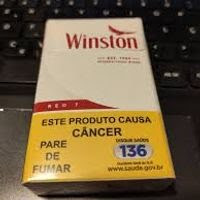 Winston
EST. 1954
RED 7
ESTE PRODUTO CAUSA
CÂNCER
PARE
DE
FUMAR
DISQUE SAÚDE
136
www.saude.gov.br